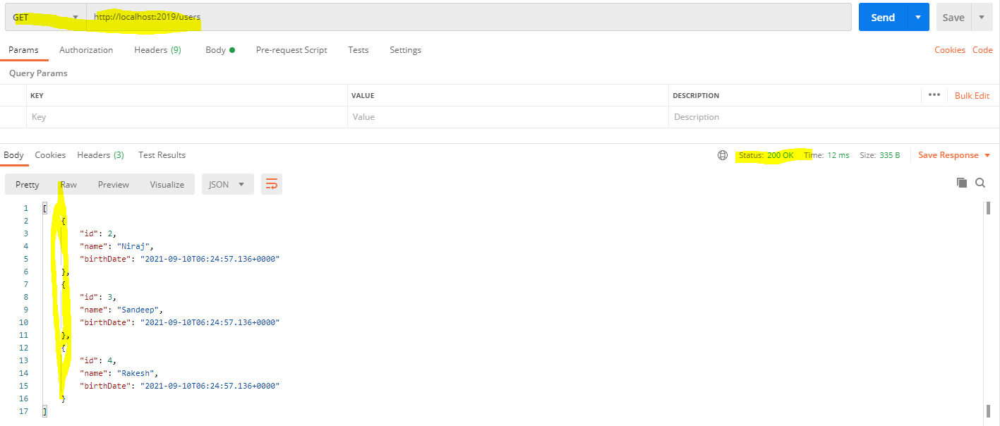 GET http://localhost:2019/users Send Save
Params Authorization Headers (9) Body Pre-request Script Tests Settings Cookies Code
Query Params
KEY VALUE DESCRIPTION ••• Bulk Edit
Key Value Description
Body Cookies Headers (3) Test Results Status: 200 OK Time: 12 ms Size: 335 B Save Response
Pretty Raw Preview Visualize JSON
1 [
2 {
3 "id": 2,
4 "name": "Niraj",
5 "birthDate": "2021-09-10T06:24:57.136+0000"
6 },
7 {
8 "id": 3,
9 "name": "Sandeep",
10 "birthDate": "2021-09-10T06:24:57.136+0000"
11 },
12 {
13 "id": 4,
14 "name": "Rakesh",
15 "birthDate": "2021-09-10T06:24:57.136+0000"
16 }
17 ]